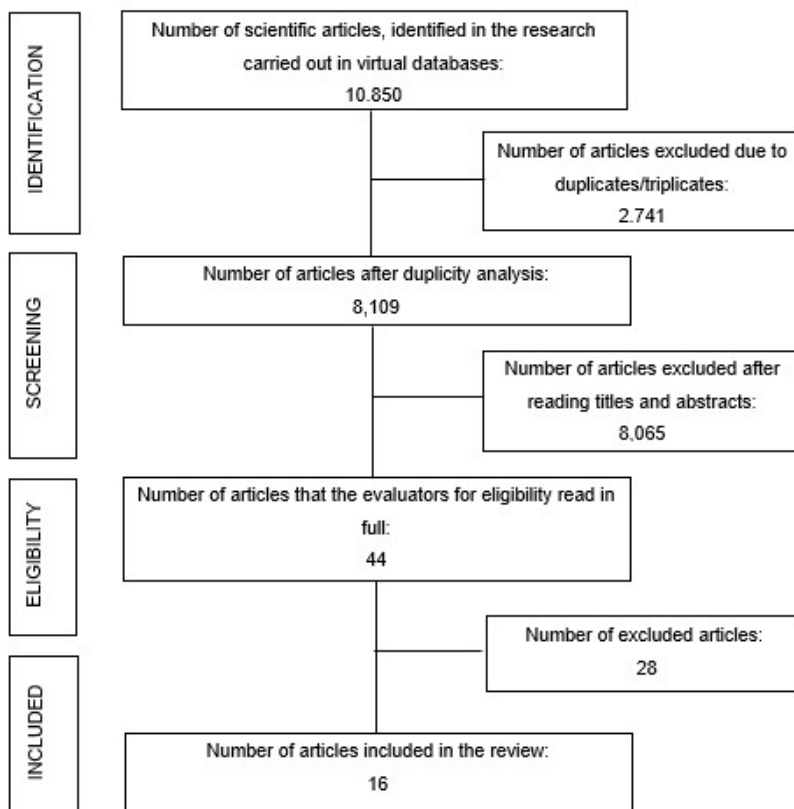 IDENTIFICATION
Number of scientific articles, identified in the research
carried out in virtual databases:
10.850
Number of articles excluded due to
duplicates/triplicates:
2.741
SCREENING
Number of articles after duplicity analysis:
8,109
Number of articles excluded after
reading titles and abstracts:
8,065
ELIGIBILITY
Number of articles that the evaluators for eligibility read in
full:
44
Number of excluded articles:
28
INCLUDED
Number of articles included in the review:
16